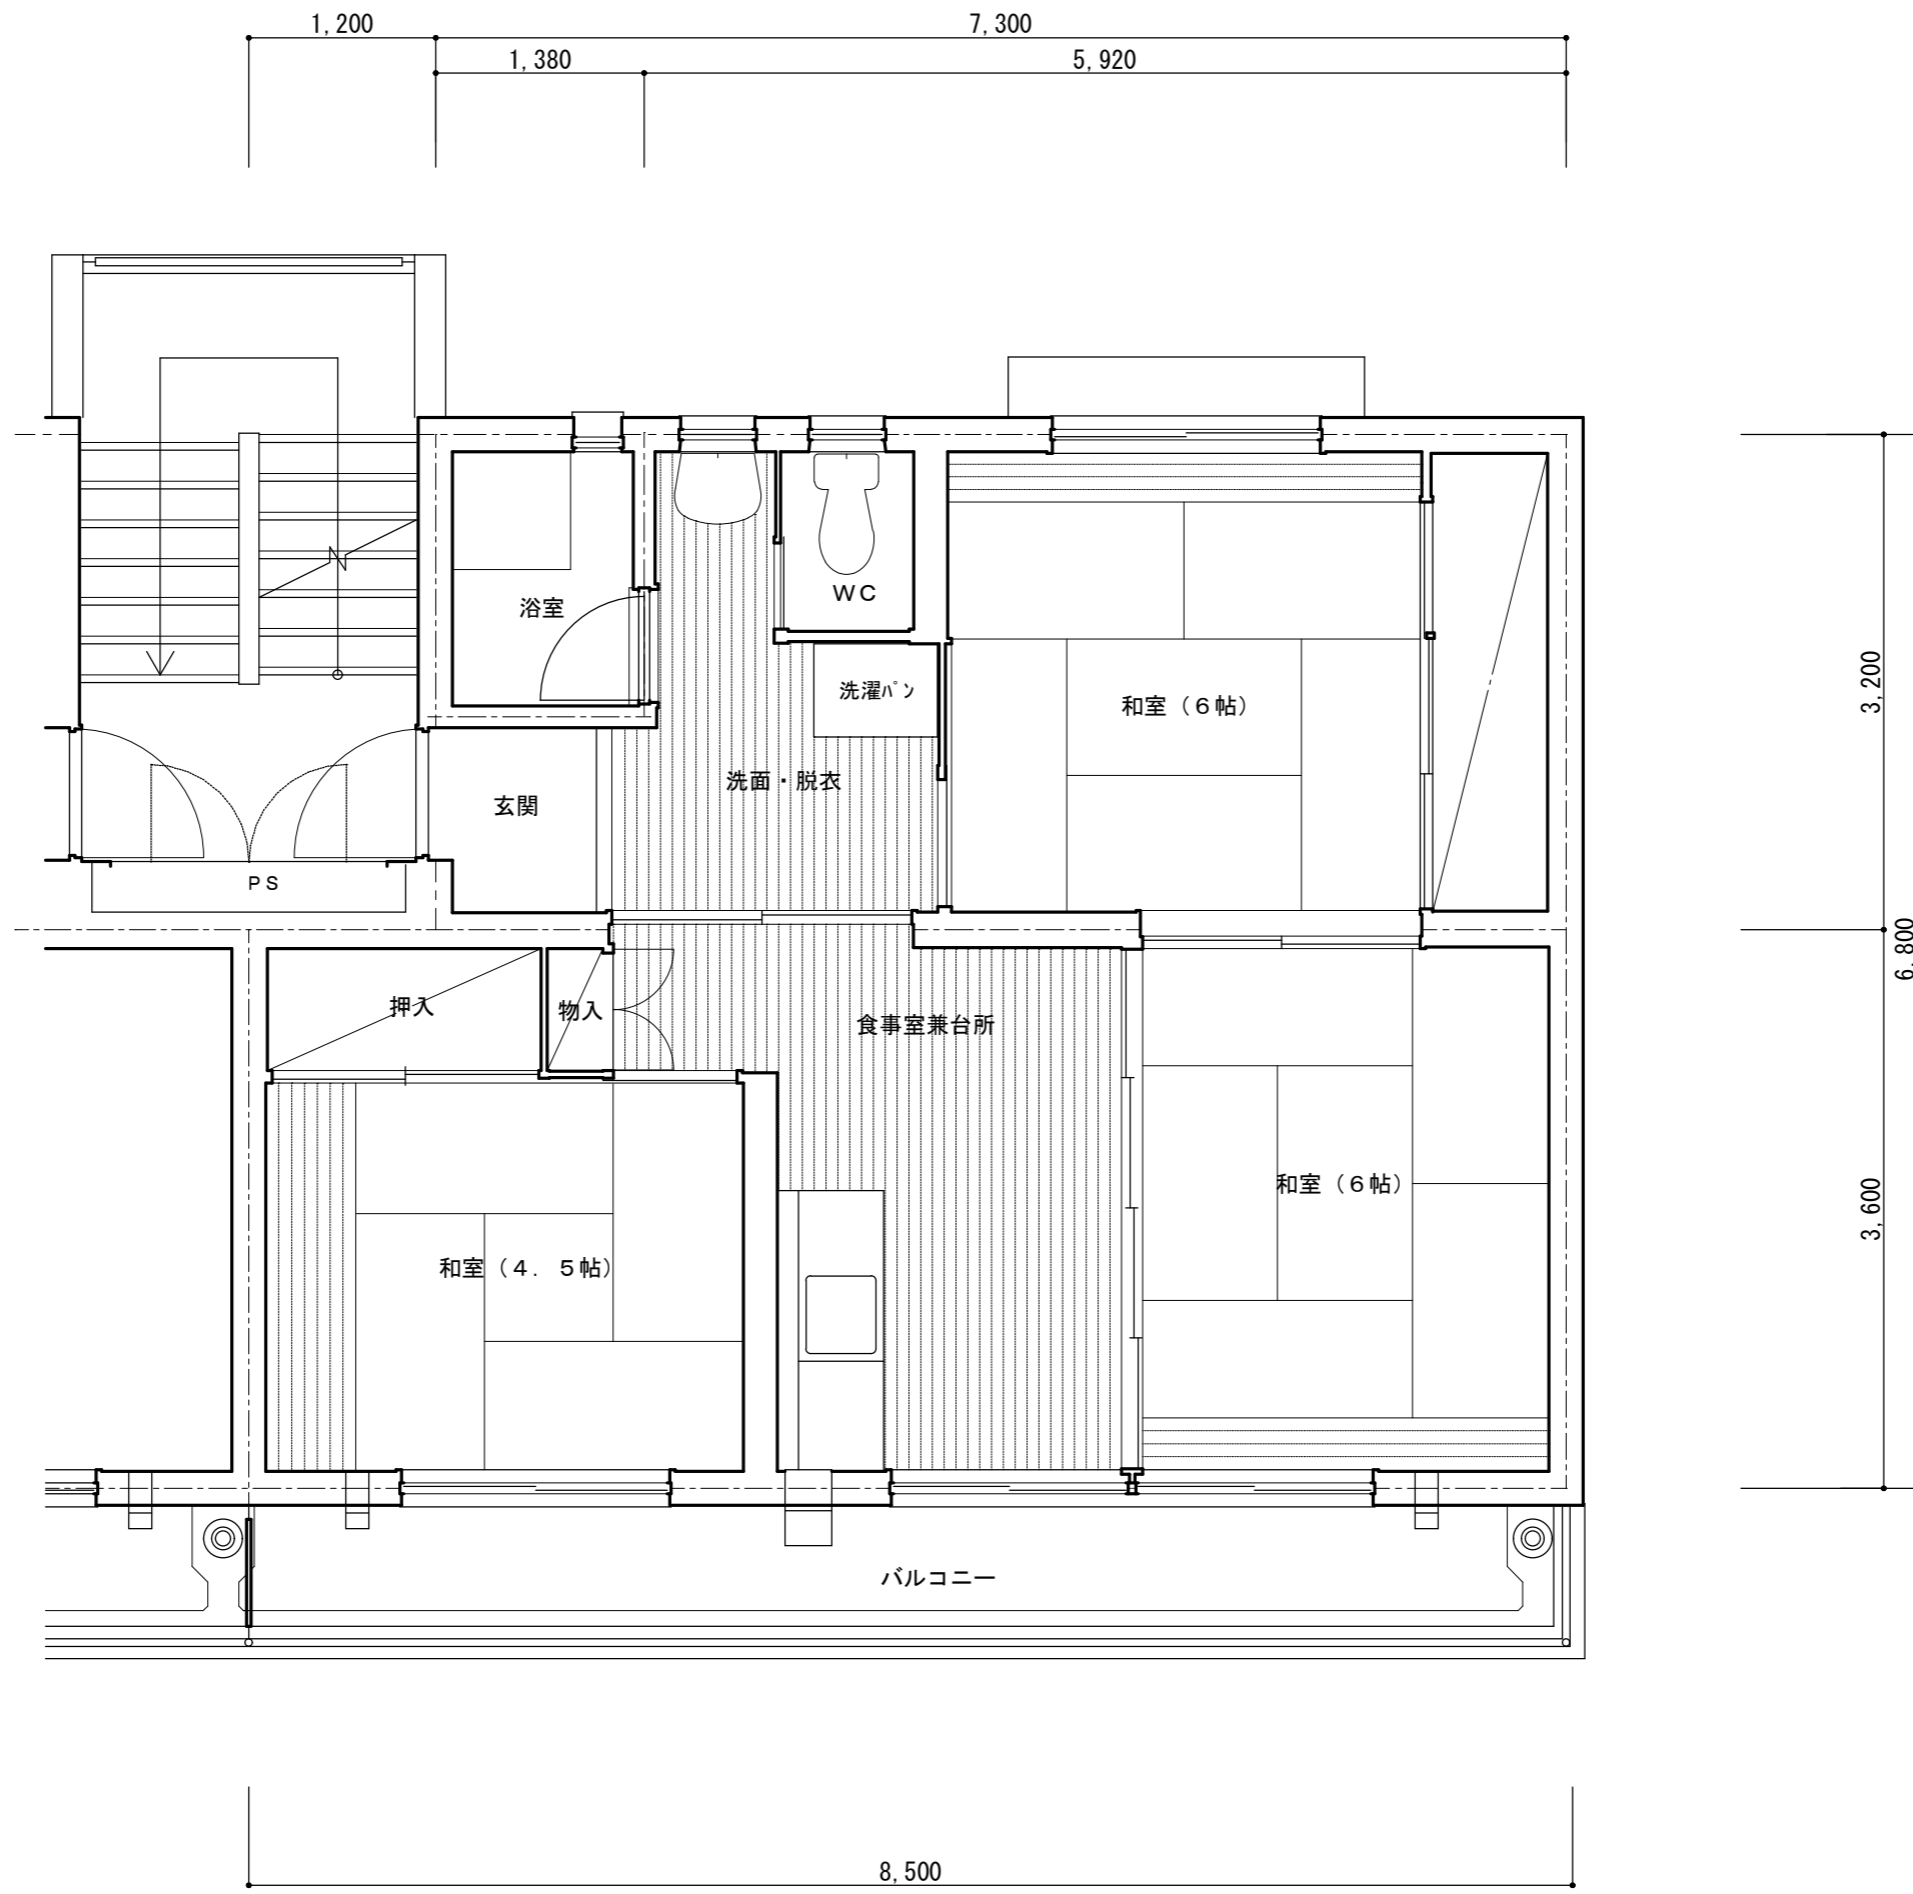 1,200
7,300
1,380
5,920
浴室
WC
洗濯パン
和室（6帖）
3,200
洗面・脱衣
玄関
PS
6,800
押入
物入
食事室兼台所
和室（6帖）
3,600
和室（4．5帖）
バルコニー
8,500